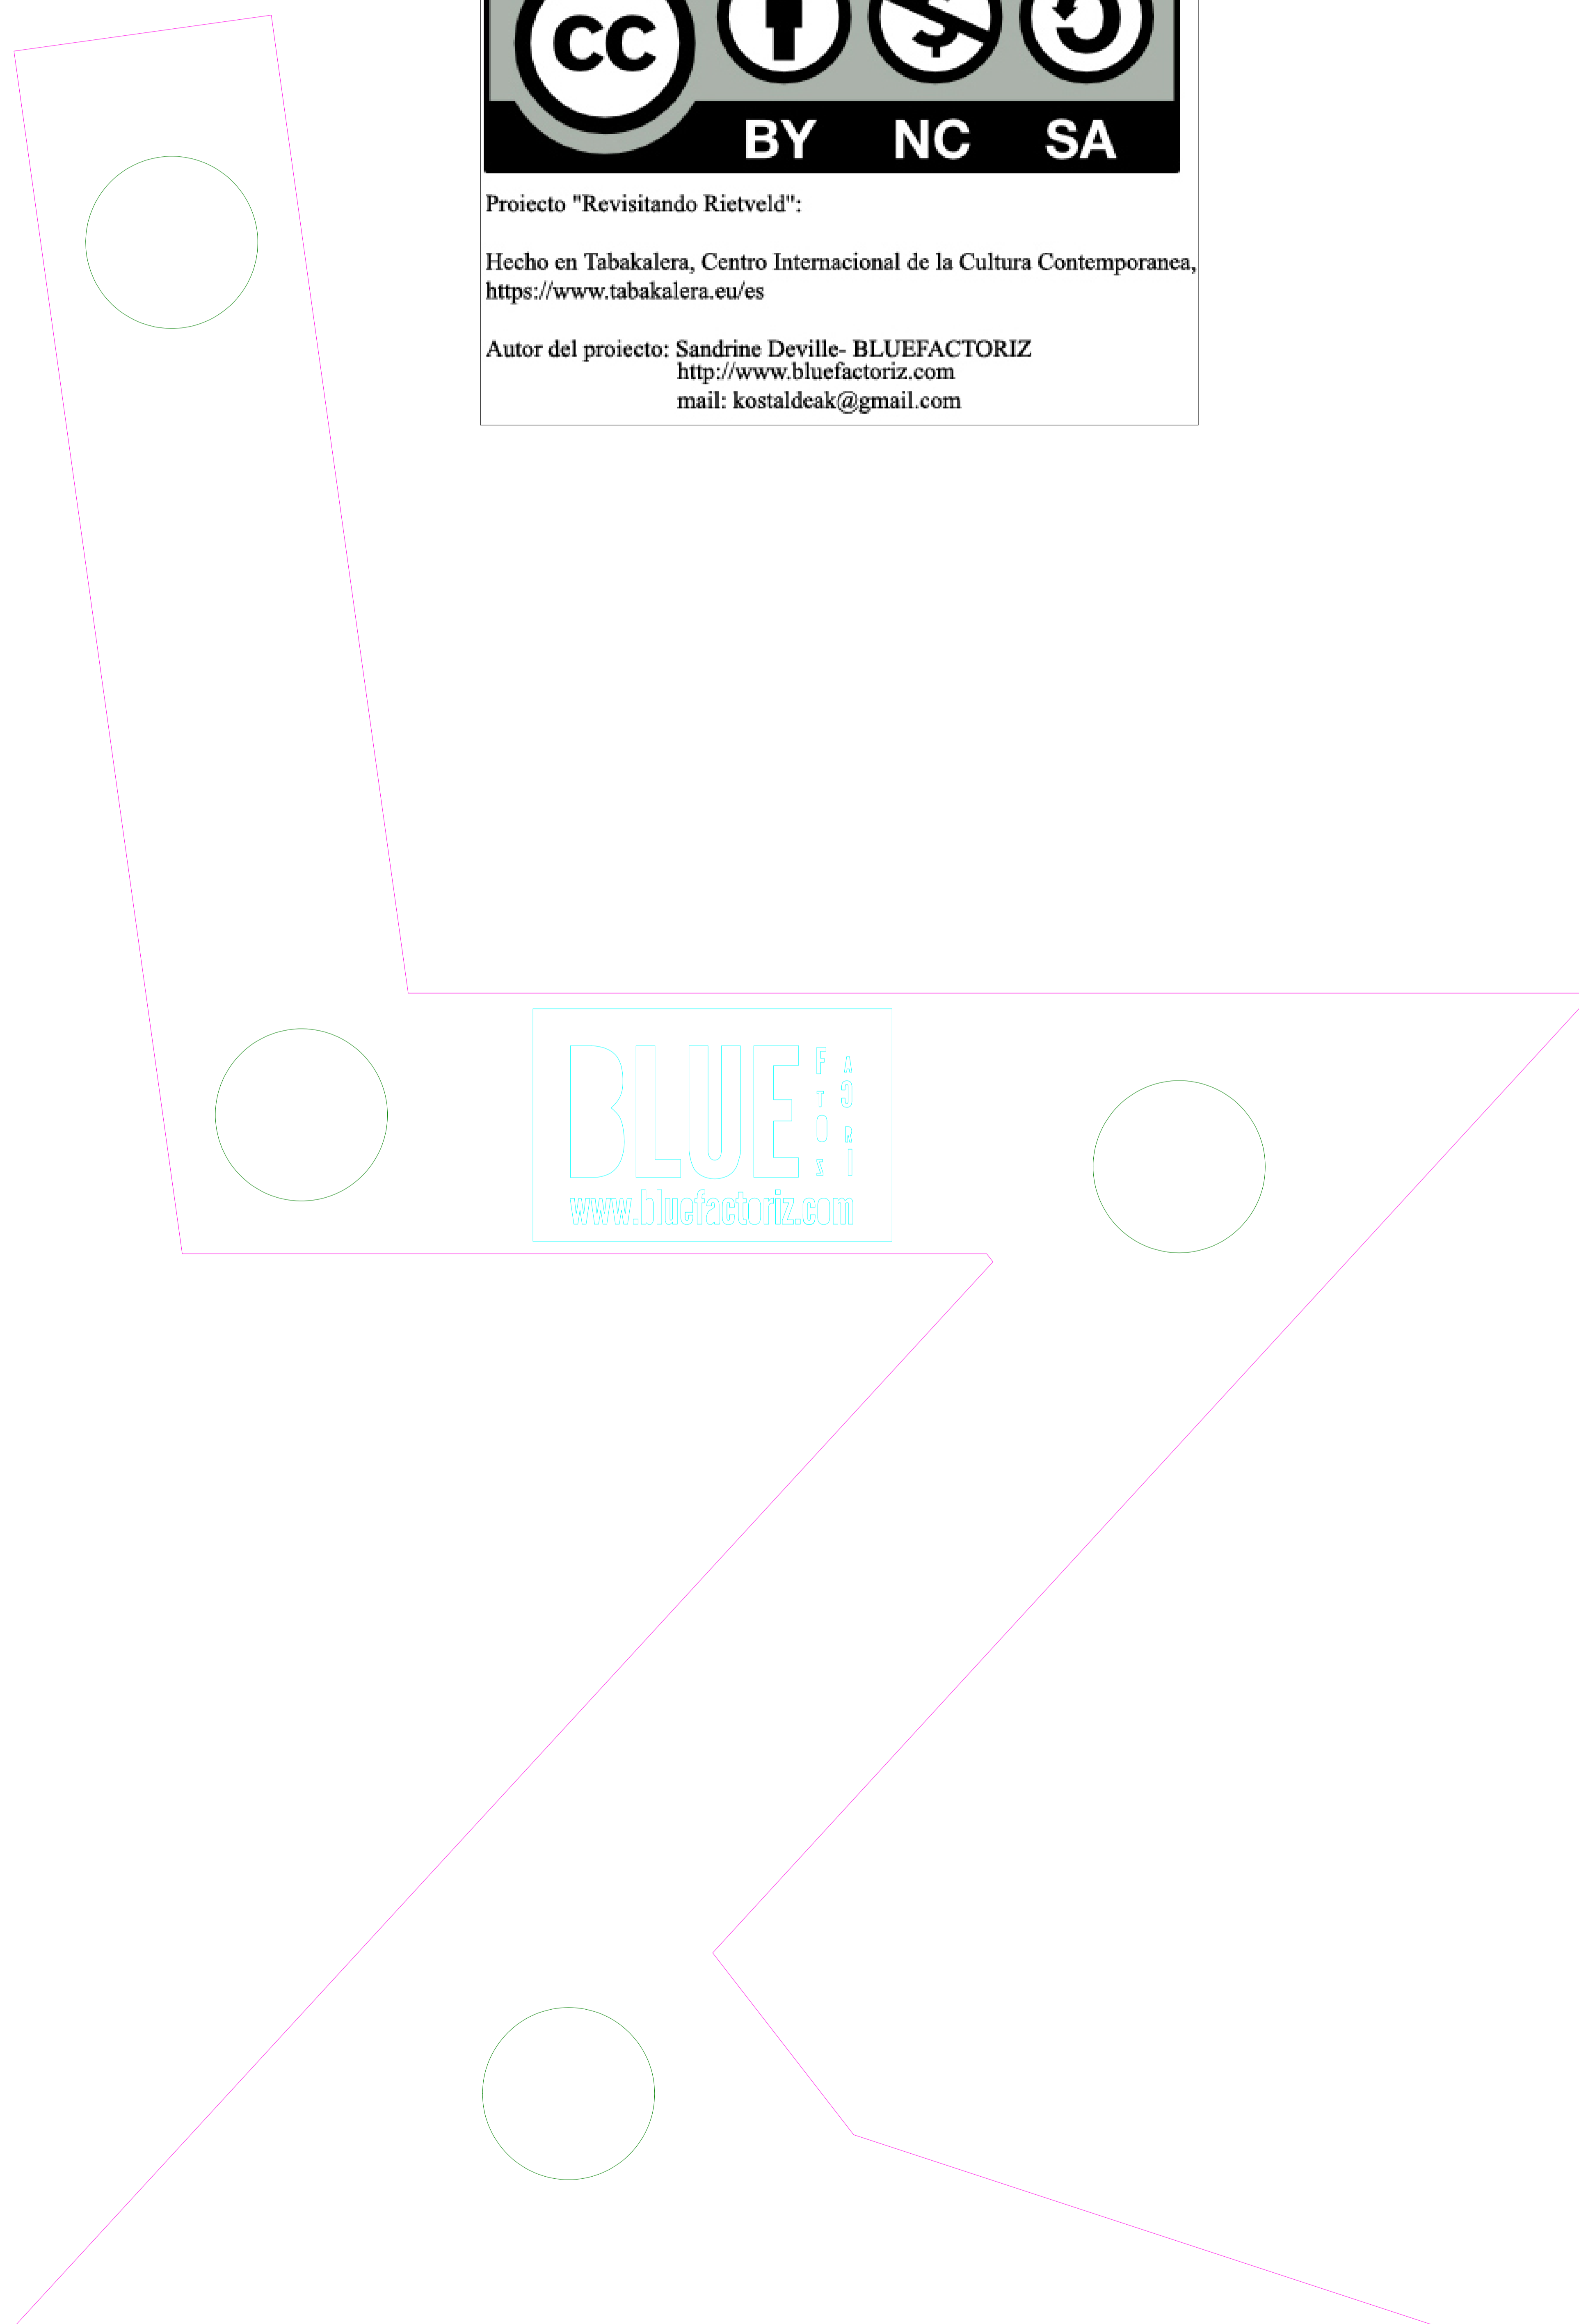 CC
BY NC SA
Proiecto "Revisitando Rietveld":
Hecho en Tabakalera, Centro Internacional de la Cultura Contemporanea,
https://www.tabakalera.eu/es
Autor del proiecto: Sandrine Deville- BLUEFACTORIZ
http://www.bluefactoriz.com
mail: kostaldeak@gmail.com
BLUE
F A
C
T
O R
Z I
www.bluefactoriz.com